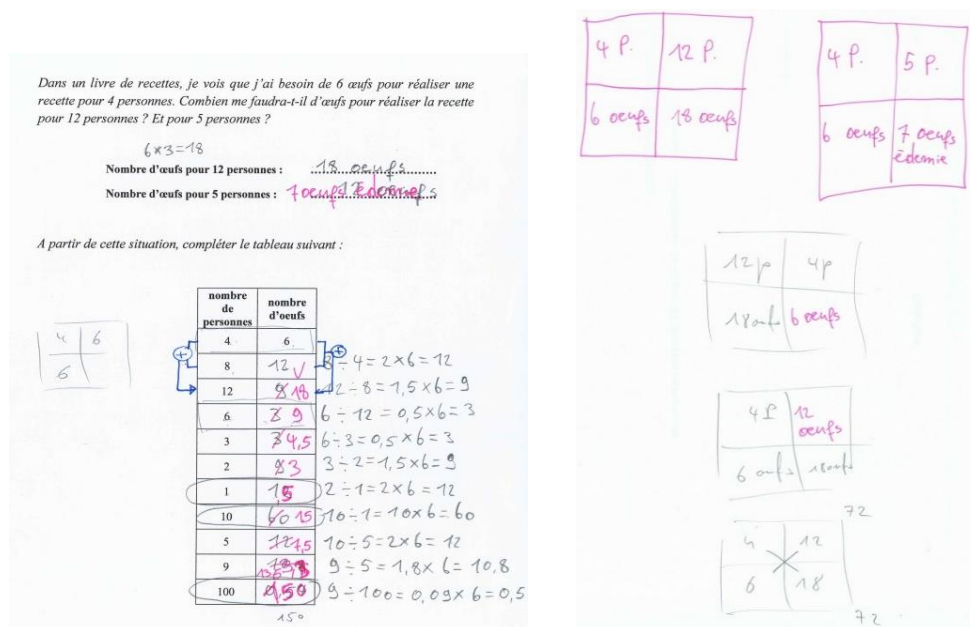 Dans un livre de recettes, je vois que j'ai besoin de 6 œufs pour réaliser une
recette pour 4 personnes. Combien me faudra-t-il d'œufs pour réaliser la recette
pour 12 personnes ? Et pour 5 personnes ?
6×3=18
Nombre d'œufs pour 12 personnes : 18 oeufs
Nombre d'œufs pour 5 personnes : 7 oeufs édemie
A partir de cette situation, compléter le tableau suivant :
4 6
6
nombre de personnes nombre d'oeufs
4 6
8 12 V 8÷4=2×6=12
12 9 18 12÷8=1,5×6=9
6 3 9 6÷12=0,5×6=3
3 3 4,5 6÷3=0,5×6=3
2 9 3 3÷2=1,5×6=9
1 1,5 2÷1=2×6=12
10 60 15 10÷1=10×6=60
5 12 7,5 10÷5=2×6=12
9 9÷5=1,8×6=10,8
100 150 9÷100=0,09×6=0,5
150
4 P. 12 P.
6 oeufs 18 oeufs
4 P. 5 P.
6 oeufs 7 oeufs
édemie
12 p 4p
18 oeufs 6 oeufs
4 P 12
oeufs
6 oeufs 18 oeufs
72
4 12
6 18
72